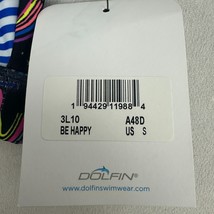 1 94429 11988 4
3L10 A48D
BE HAPPY US S
DOLFIN®
www.dolfinswimwear.com